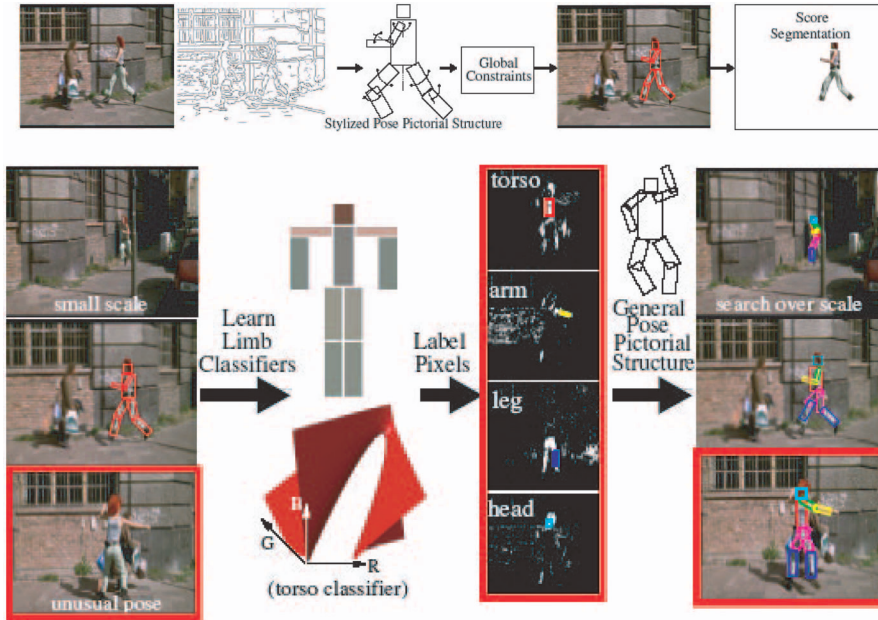 Score
Segmentation
Global
Constraints
Stylized Pose Pictorial Structure
small scale
unusual pose
Learn
Limb
Classifiers
B
G
R
(torso classifier)
Label
Pixels
torso
arm
leg
head
General
Pose
Pictorial
Structure
search over scale